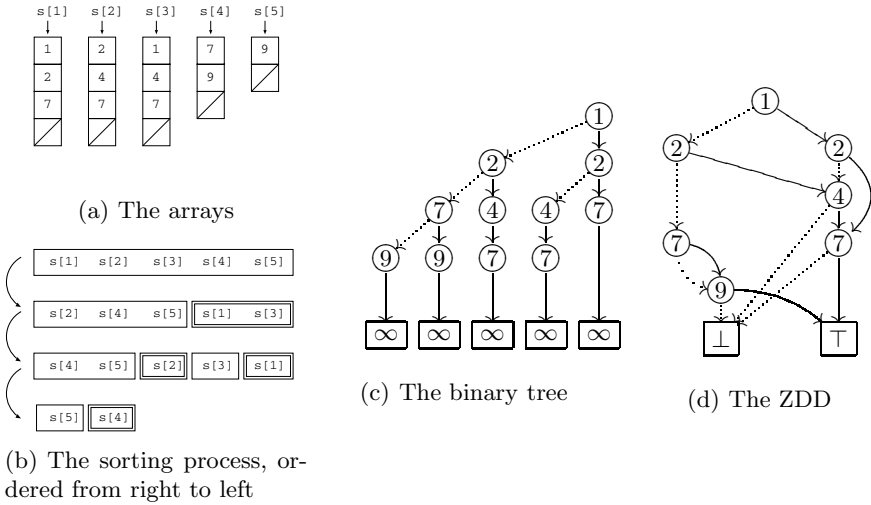 s[1] s[2] s[3] s[4] s[5]
1 2 1 7 9
2 4 4 9
7 7 7
(a) The arrays
s[1] s[2] s[3] s[4] s[5]
s[2] s[4] s[5] s[1] s[3]
s[4] s[5] s[2] s[3] s[1]
s[5] s[4]
(b) The sorting process, or-
dered from right to left
1
2 2
7 4 4 7
9 9 7 7
∞ ∞ ∞ ∞ ∞
(c) The binary tree
1
2 2
4
7 7
9
⊥ ⊤
(d) The ZDD